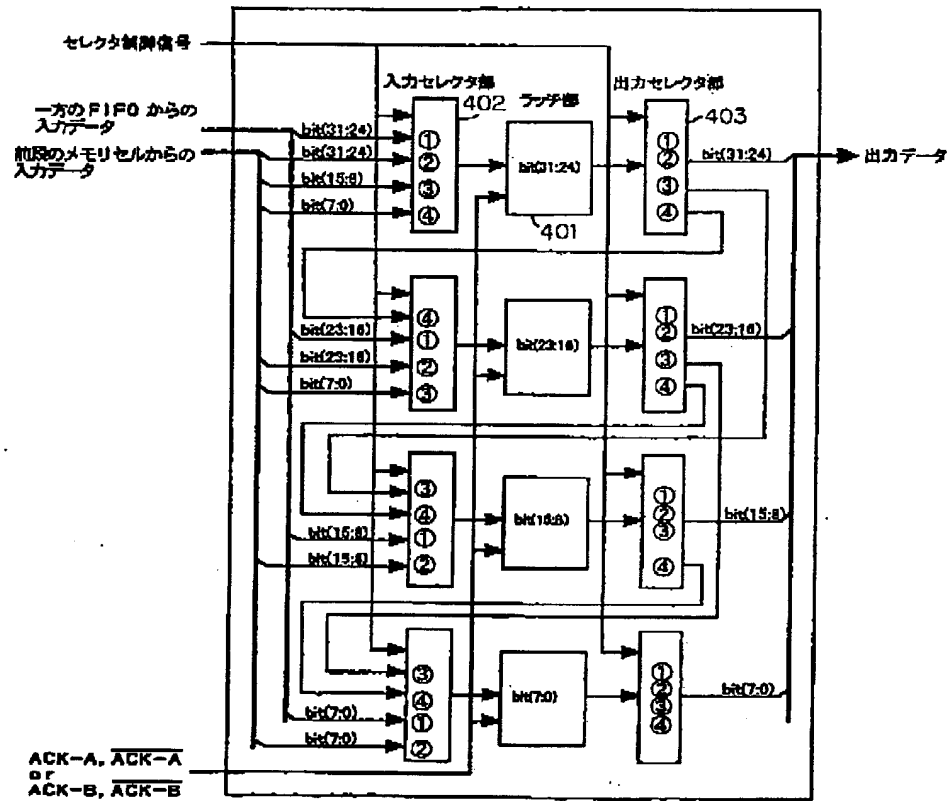 セレクタ制御信号
一方のFIFO からの
入力データ
前段のメモリセルからの
入力データ
入力セレクタ部
402
ラッチ部
出力セレクタ部
403
bit(31:24)
bit(31:24)
bit(15:8)
bit(7:0)
①
②
③
④
bit(31:24)
401
①
②
③
④
bit(31:24)
出力データ
bit(23:16)
bit(23:16)
bit(7:0)
④
①
②
③
bit(23:16)
①
②
③
④
bit(23:16)
bit(15:8)
bit(15:8)
③
④
①
②
bit(15:8)
①
②
③
④
bit(15:8)
bit(7:0)
bit(7:0)
③
④
①
②
bit(7:0)
①
②
③
④
bit(7:0)
ACK-A, ACK-A
or
ACK-B, ACK-B